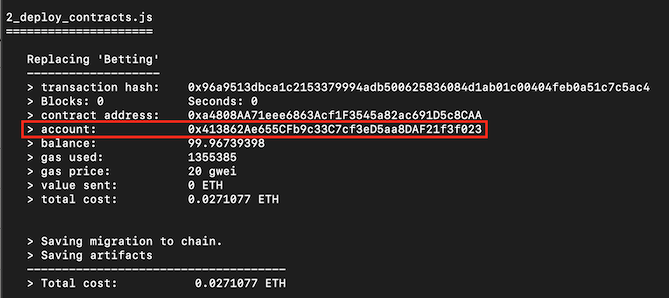 2_deploy_contracts.js
=====================
Replacing 'Betting'
-------------------
> transaction hash: 0x96a9513dbca1c2153379994adb500625836084d1ab01c00404feb0a51c7c5ac4
> Blocks: 0 Seconds: 0
> contract address: 0xa4808AA71eee6863Acf1F3545a82ac691D5c8CAA
> account: 0x413862Ae655CFb9c33C7cf3eD5aa8DAF21f3f023
> balance: 99.96739398
> gas used: 1355385
> gas price: 20 gwei
> value sent: 0 ETH
> total cost: 0.0271077 ETH
> Saving migration to chain.
> Saving artifacts
-------------------------------------
> Total cost: 0.0271077 ETH